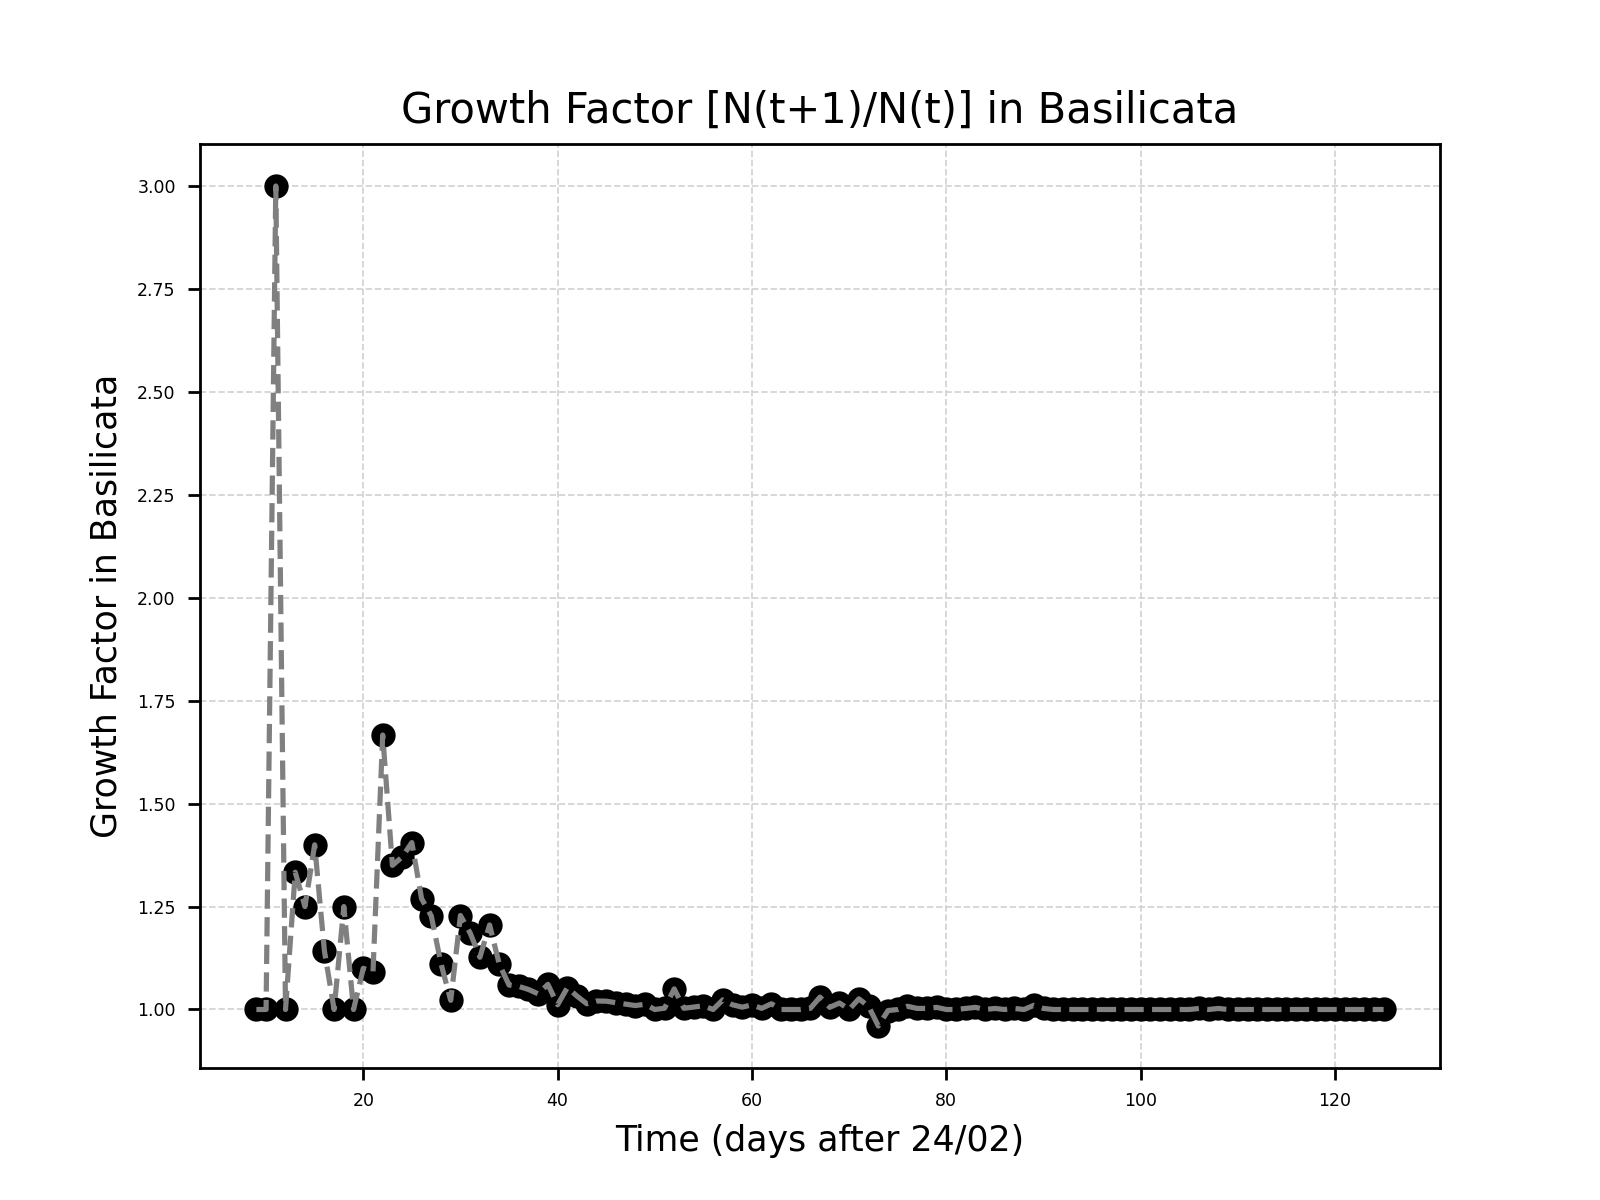 Growth Factor [N(t+1)/N(t)] in Basilicata
Growth Factor in Basilicata
3.00
2.75
2.50
2.25
2.00
1.75
1.50
1.25
1.00
20 40 60 80 100 120
Time (days after 24/02)